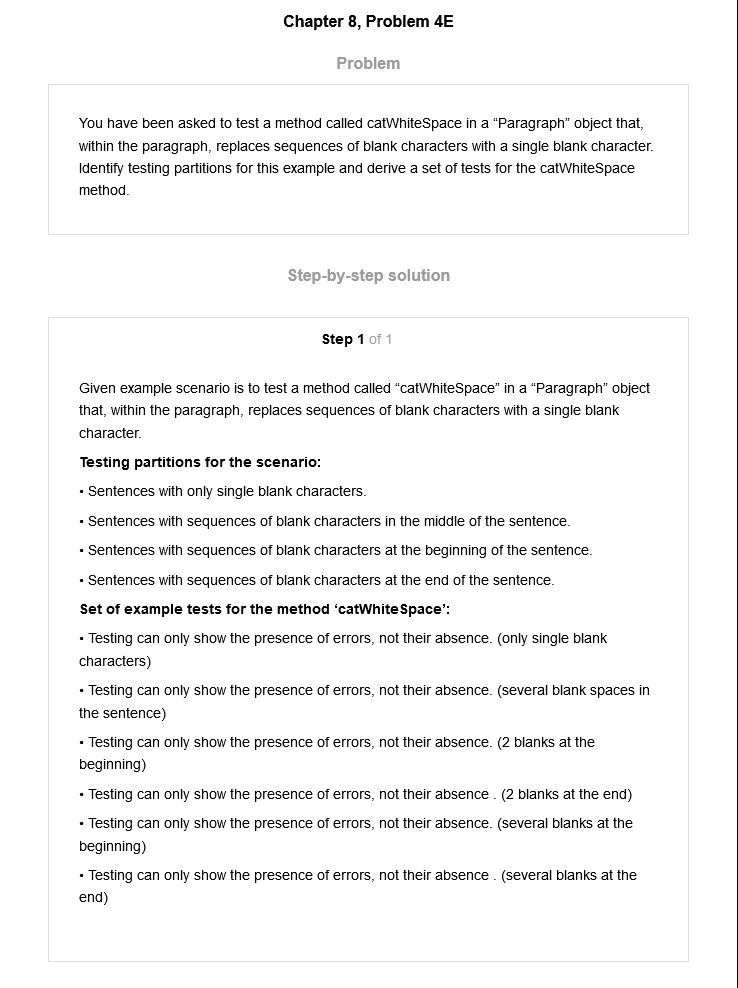 Chapter 8, Problem 4E
Problem
You have been asked to test a method called catWhiteSpace in a “Paragraph” object that,
within the paragraph, replaces sequences of blank characters with a single blank character.
Identify testing partitions for this example and derive a set of tests for the catWhiteSpace
method.
Step-by-step solution
Step 1 of 1
Given example scenario is to test a method called “catWhiteSpace” in a “Paragraph” object
that, within the paragraph, replaces sequences of blank characters with a single blank
character.
Testing partitions for the scenario:
• Sentences with only single blank characters.
• Sentences with sequences of blank characters in the middle of the sentence.
• Sentences with sequences of blank characters at the beginning of the sentence.
• Sentences with sequences of blank characters at the end of the sentence.
Set of example tests for the method ‘catWhiteSpace’:
• Testing can only show the presence of errors, not their absence. (only single blank
characters)
• Testing can only show the presence of errors, not their absence. (several blank spaces in
the sentence)
• Testing can only show the presence of errors, not their absence. (2 blanks at the
beginning)
• Testing can only show the presence of errors, not their absence . (2 blanks at the end)
• Testing can only show the presence of errors, not their absence. (several blanks at the
beginning)
• Testing can only show the presence of errors, not their absence . (several blanks at the
end)